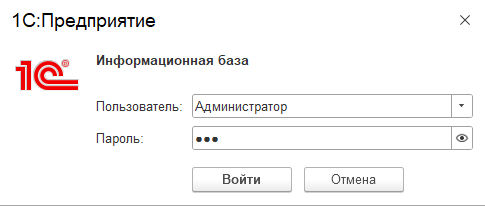 1С:Предприятие
1С®
Информационная база
Пользователь: Администратор
Пароль: •••
Войти Отмена